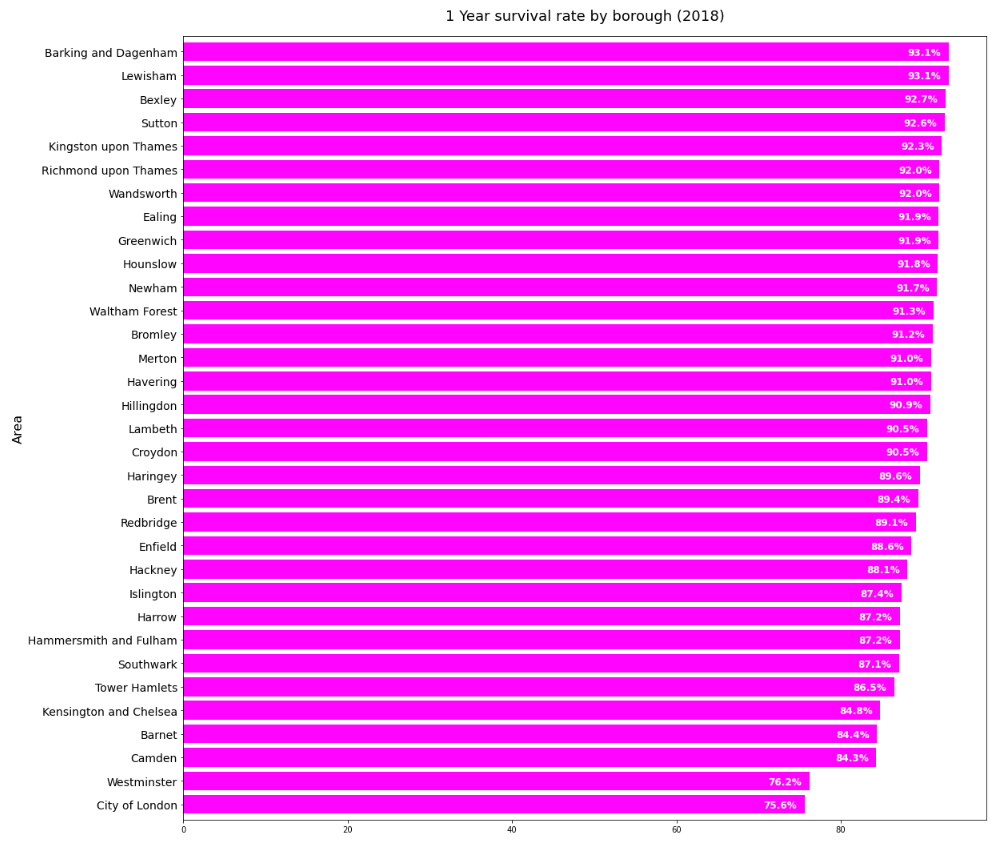 1 Year survival rate by borough (2018)
Barking and Dagenham 93.1%
Lewisham 93.1%
Bexley 92.7%
Sutton 92.6%
Kingston upon Thames 92.3%
Richmond upon Thames 92.0%
Wandsworth 92.0%
Ealing 91.9%
Greenwich 91.9%
Hounslow 91.8%
Newham 91.7%
Waltham Forest 91.3%
Bromley 91.2%
Merton 91.0%
Havering 91.0%
Hillingdon 90.9%
Area
Lambeth 90.5%
Croydon 90.5%
Haringey 89.6%
Brent 89.4%
Redbridge 89.1%
Enfield 88.6%
Hackney 88.1%
Islington 87.4%
Harrow 87.2%
Hammersmith and Fulham 87.2%
Southwark 87.1%
Tower Hamlets 86.5%
Kensington and Chelsea 84.8%
Barnet 84.4%
Camden 84.3%
Westminster 76.2%
City of London 75.6%
0 20 40 60 80